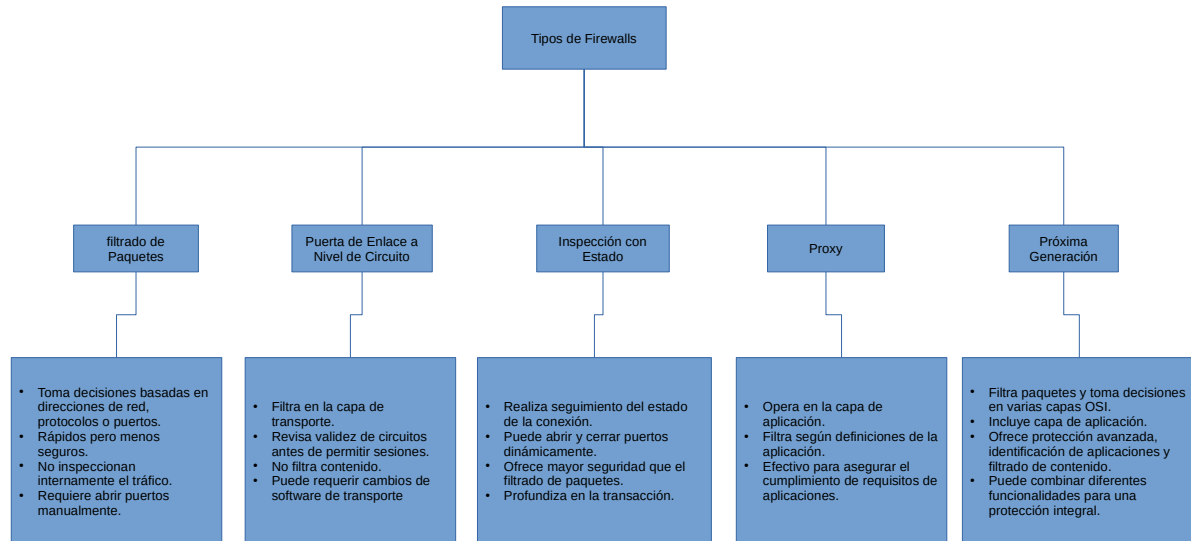 Tipos de Firewalls
filtrado de
Paquetes
Puerta de Enlace a
Nivel de Circuito
Inspección con
Estado
Proxy
Próxima
Generación
• Toma decisiones basadas en
direcciones de red,
protocolos o puertos.
• Rápidos pero menos
seguros.
• No inspeccionan
internamente el tráfico.
• Requiere abrir puertos
manualmente.
• Filtra en la capa de
transporte.
• Revisa validez de circuitos
antes de permitir sesiones.
• No filtra contenido.
• Puede requerir cambios de
software de transporte
• Realiza seguimiento del estado
de la conexión.
• Puede abrir y cerrar puertos
dinámicamente.
• Ofrece mayor seguridad que el
filtrado de paquetes.
• Profundiza en la transacción.
• Opera en la capa de
aplicación.
• Filtra según definiciones de la
aplicación.
• Efectivo para asegurar el
cumplimiento de requisitos de
aplicaciones.
• Filtra paquetes y toma decisiones
en varias capas OSI.
• Incluye capa de aplicación.
• Ofrece protección avanzada,
identificación de aplicaciones y
filtrado de contenido.
• Puede combinar diferentes
funcionalidades para una
protección integral.